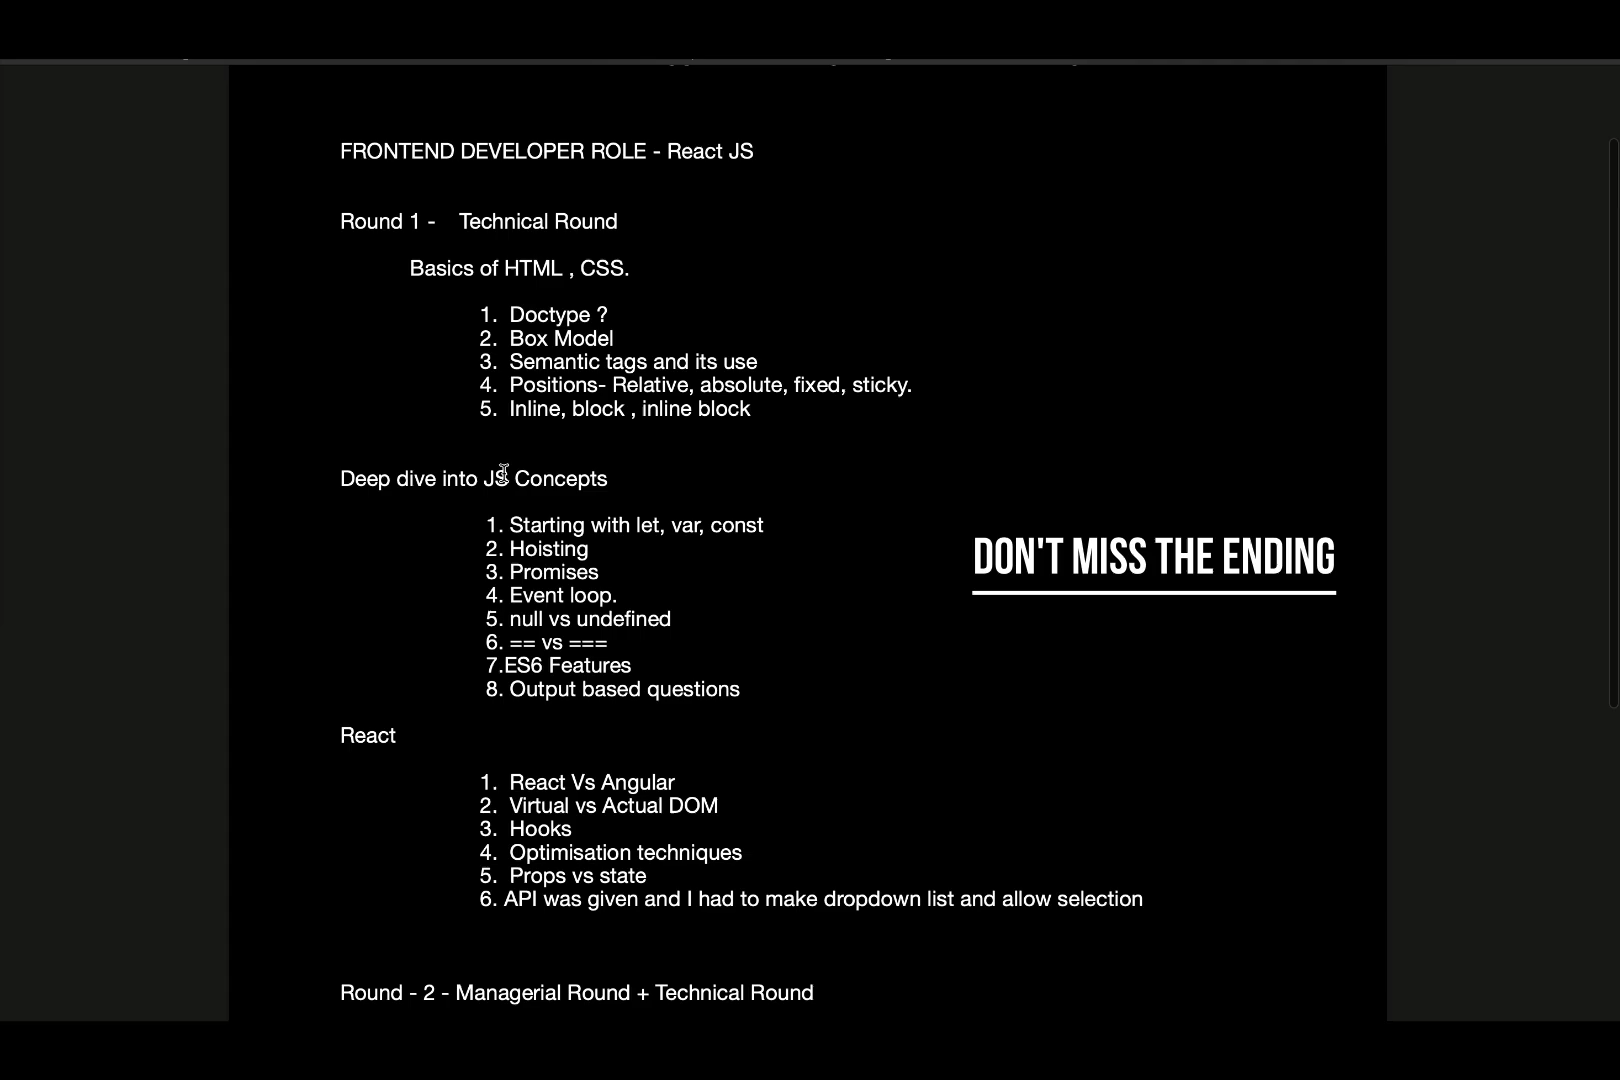 FRONTEND DEVELOPER ROLE - React JS
Round 1 - Technical Round
Basics of HTML , CSS.
1. Doctype ?
2. Box Model
3. Semantic tags and its use
4. Positions- Relative, absolute, fixed, sticky.
5. Inline, block , inline block
Deep dive into JS Concepts
1. Starting with let, var, const
2. Hoisting
3. Promises
4. Event loop.
5. null vs undefined
6. == vs ===
7.ES6 Features
8. Output based questions
DON'T MISS THE ENDING
React
1. React Vs Angular
2. Virtual vs Actual DOM
3. Hooks
4. Optimisation techniques
5. Props vs state
6. API was given and I had to make dropdown list and allow selection
Round - 2 - Managerial Round + Technical Round